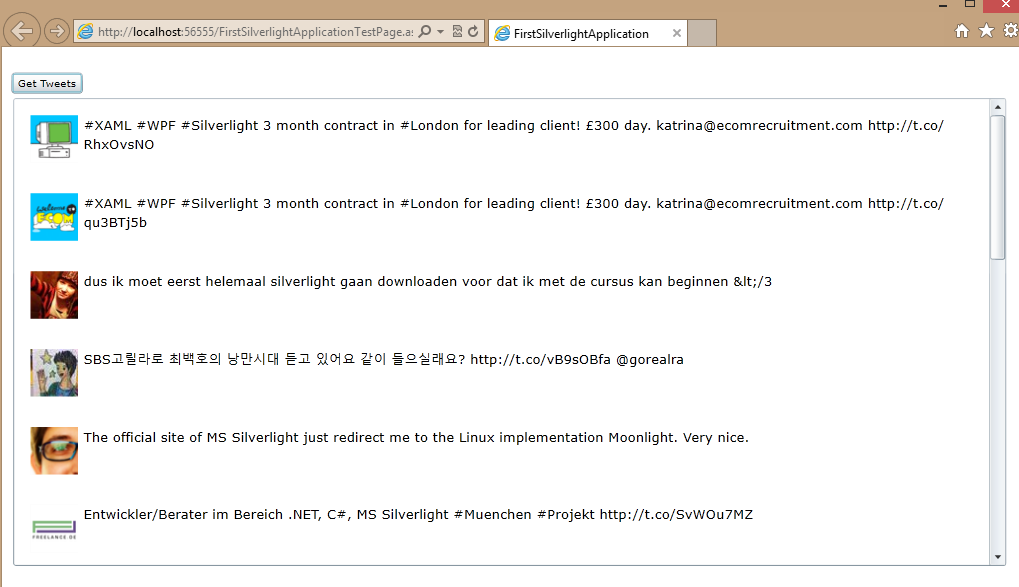 http://localhost:56555/FirstSilverlightApplicationTestPage.as
FirstSilverlightApplication
Get Tweets
#XAML #WPF #Silverlight 3 month contract in #London for leading client! £300 day. katrina@ecomrecruitment.com http://t.co/
RhxOvsNO
#XAML #WPF #Silverlight 3 month contract in #London for leading client! £300 day. katrina@ecomrecruitment.com http://t.co/
qu3BTj5b
Welcome
ECOM
dus ik moet eerst helemaal silverlight gaan downloaden voor dat ik met de cursus kan beginnen &lt;/3
SBS고릴라로 최백호의 낭만시대 듣고 있어요 같이 들으실래요? http://t.co/vB9sOBfa @gorealra
The official site of MS Silverlight just redirect me to the Linux implementation Moonlight. Very nice.
Entwickler/Berater im Bereich .NET, C#, MS Silverlight #Muenchen #Projekt http://t.co/SvWOu7MZ
FREELANCE.DE